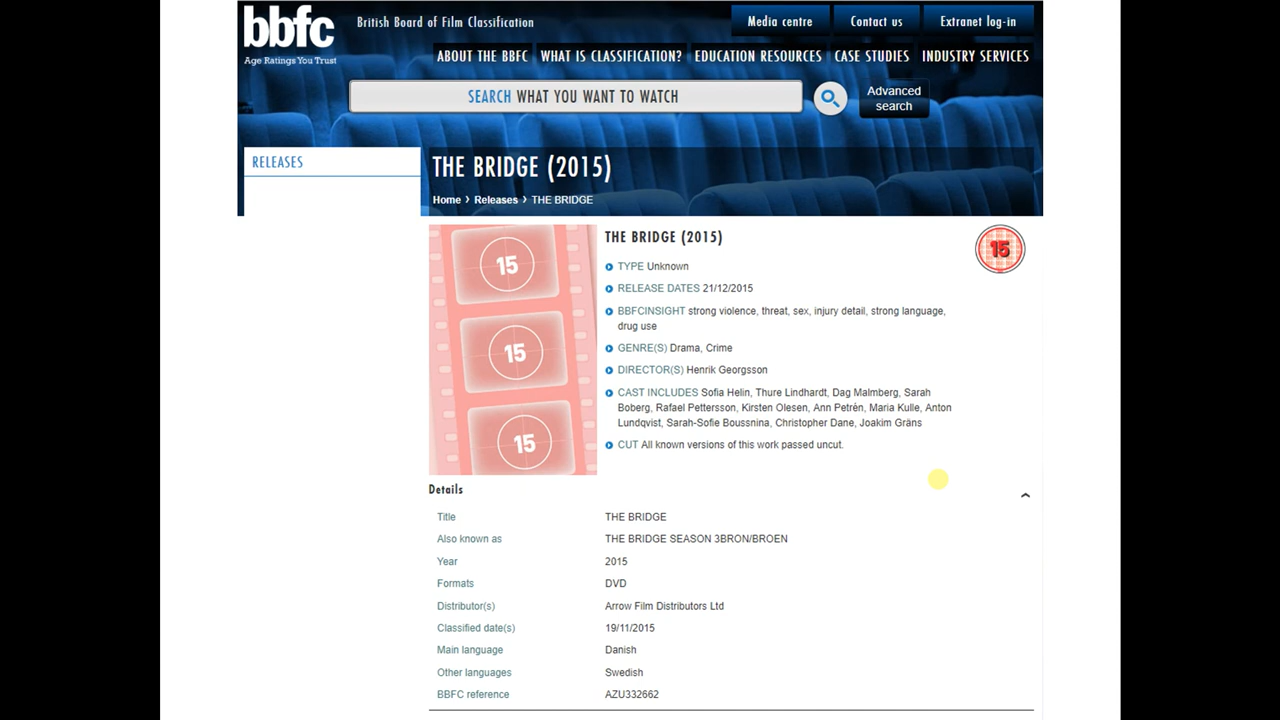 bbfc
Age Ratings You Trust
British Board of Film Classification
Media centre
Contact us
Extranet log-in
ABOUT THE BBFC
WHAT IS CLASSIFICATION?
EDUCATION RESOURCES
CASE STUDIES
INDUSTRY SERVICES
SEARCH WHAT YOU WANT TO WATCH
Advanced
search
RELEASES
THE BRIDGE (2015)
Home › Releases › THE BRIDGE
15
15
15
THE BRIDGE (2015)
15
TYPE Unknown
RELEASE DATES 21/12/2015
BBFCINSIGHT strong violence, threat, sex, injury detail, strong language,
drug use
GENRE(S) Drama, Crime
DIRECTOR(S) Henrik Georgsson
CAST INCLUDES Sofia Helin, Thure Lindhardt, Dag Malmberg, Sarah
Boberg, Rafael Pettersson, Kirsten Olesen, Ann Petrén, Maria Kulle, Anton
Lundqvist, Sarah-Sofie Boussnina, Christopher Dane, Joakim Gräns
CUT All known versions of this work passed uncut.
Details
Title THE BRIDGE
Also known as THE BRIDGE SEASON 3BRON/BROEN
Year 2015
Formats DVD
Distributor(s) Arrow Film Distributors Ltd
Classified date(s) 19/11/2015
Main language Danish
Other languages Swedish
BBFC reference AZU332662